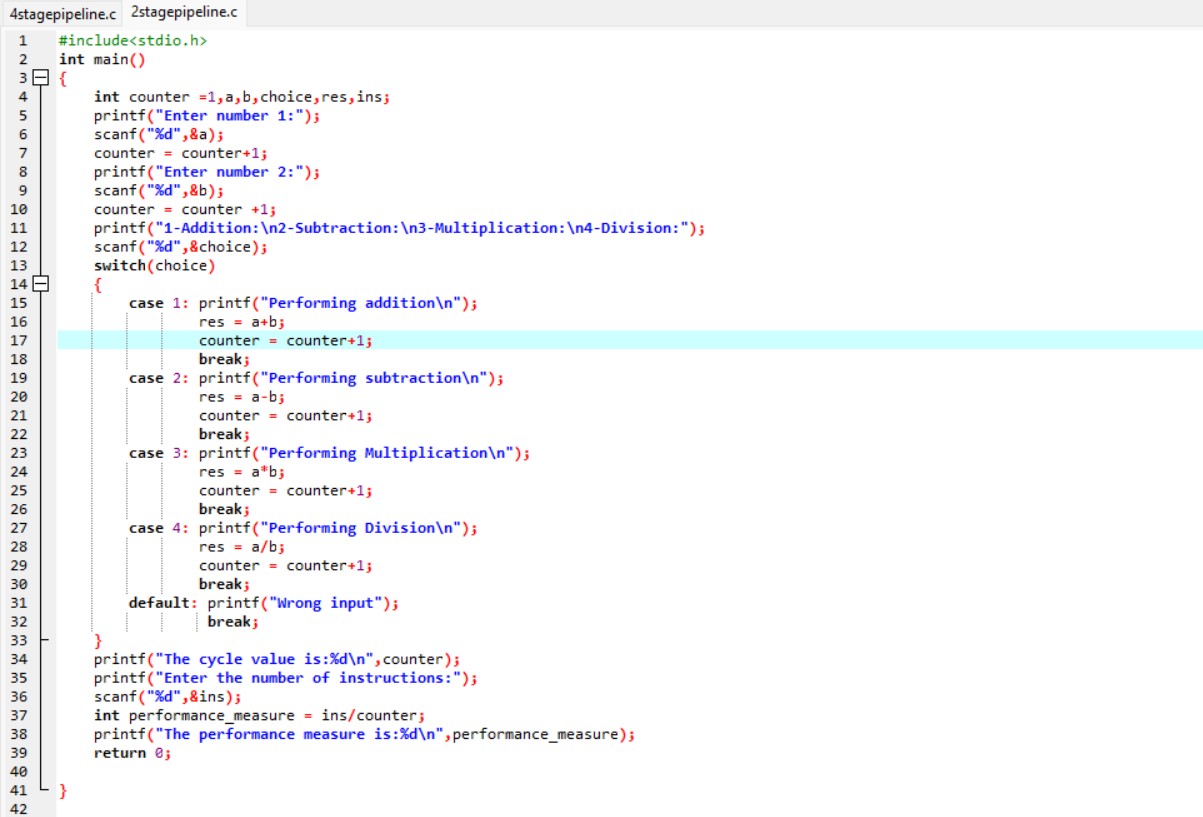 4stagepipeline.c 2stagepipeline.c
1 #include<stdio.h>
2 int main()
3 {
4 int counter =1,a,b,choice,res,ins;
5 printf("Enter number 1:");
6 scanf("%d",&a);
7 counter = counter+1;
8 printf("Enter number 2:");
9 scanf("%d",&b);
10 counter = counter +1;
11 printf("1-Addition:\n2-Subtraction:\n3-Multiplication:\n4-Division:");
12 scanf("%d",&choice);
13 switch(choice)
14 {
15 case 1: printf("Performing addition\n");
16 res = a+b;
17 counter = counter+1;
18 break;
19 case 2: printf("Performing subtraction\n");
20 res = a-b;
21 counter = counter+1;
22 break;
23 case 3: printf("Performing Multiplication\n");
24 res = a*b;
25 counter = counter+1;
26 break;
27 case 4: printf("Performing Division\n");
28 res = a/b;
29 counter = counter+1;
30 break;
31 default: printf("Wrong input");
32 break;
33 }
34 printf("The cycle value is:%d\n",counter);
35 printf("Enter the number of instructions:");
36 scanf("%d",&ins);
37 int performance_measure = ins/counter;
38 printf("The performance measure is:%d\n",performance_measure);
39 return 0;
40
41 }
42